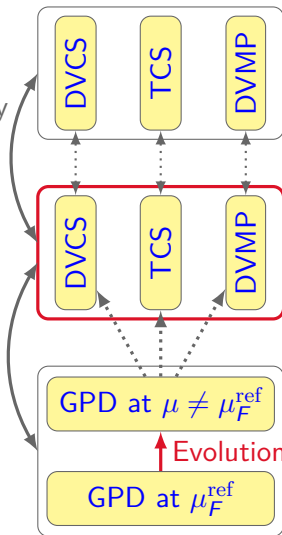 DVCS TCS DVMP
y
DVCS TCS DVMP
GPD at μ ≠ μ_F^ref
Evolution
GPD at μ_F^ref